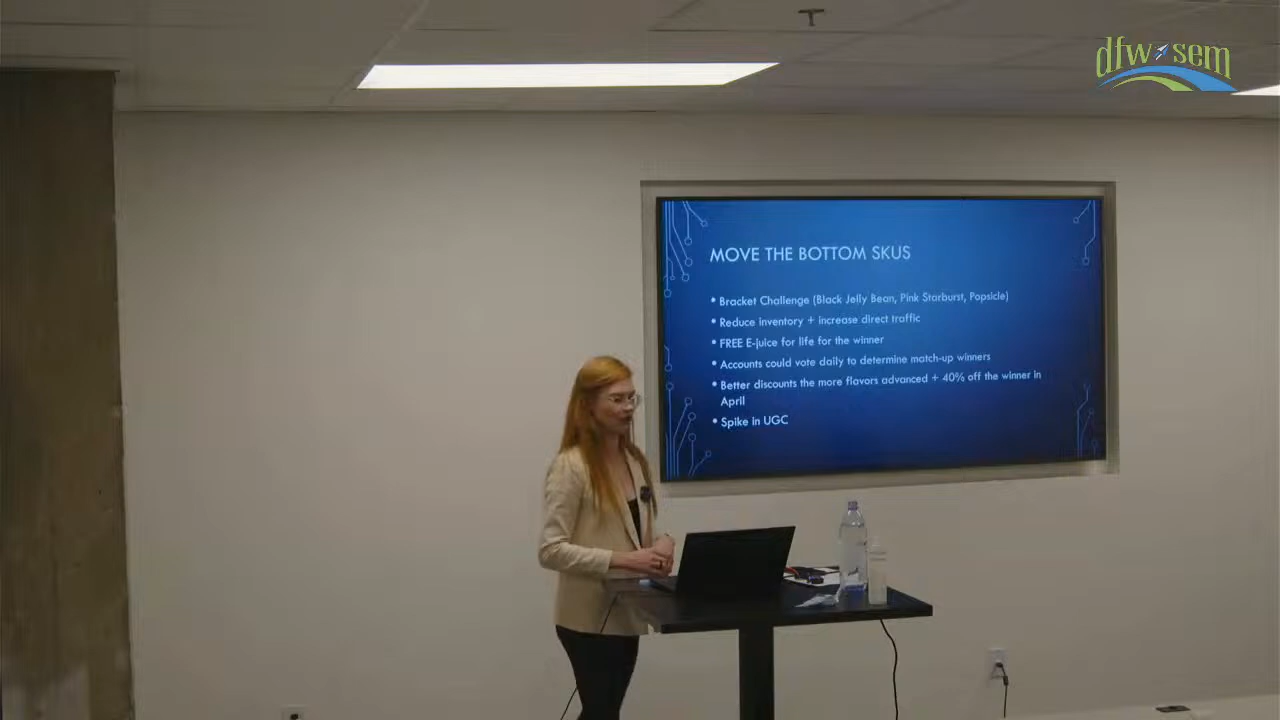 dfw sem
MOVE THE BOTTOM SKUS
• Bracket Challenge (Black Jelly Bean, Pink Starburst, Popsicle)
• Reduce inventory + increase direct traffic
• FREE E-juice for life for the winner
• Accounts could vote daily to determine match-up winners
• Better discounts the more flavors advanced + 40% off the winner in
April
• Spike in UGC